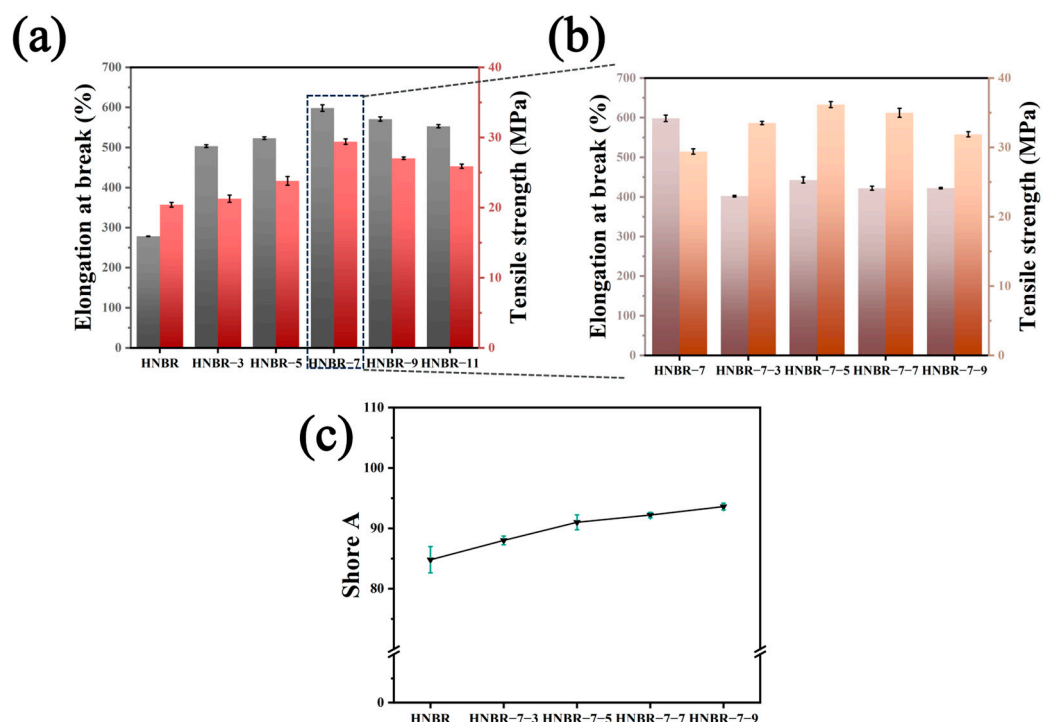 (a)
Elongation at break (%)
700
600
500
400
300
200
100
0
40
30
20
10
0
Tensile strength (MPa)
HNBR HNBR−3 HNBR−5 HNBR−7 HNBR−9 HNBR−11
(b)
Elongation at break (%)
700
600
500
400
300
200
100
0
40
30
20
10
0
Tensile strength (MPa)
HNBR−7 HNBR−7−3 HNBR−7−5 HNBR−7−7 HNBR−7−9
(c)
Shore A
110
100
90
80
0
HNBR HNBR−7−3 HNBR−7−5 HNBR−7−7 HNBR−7−9